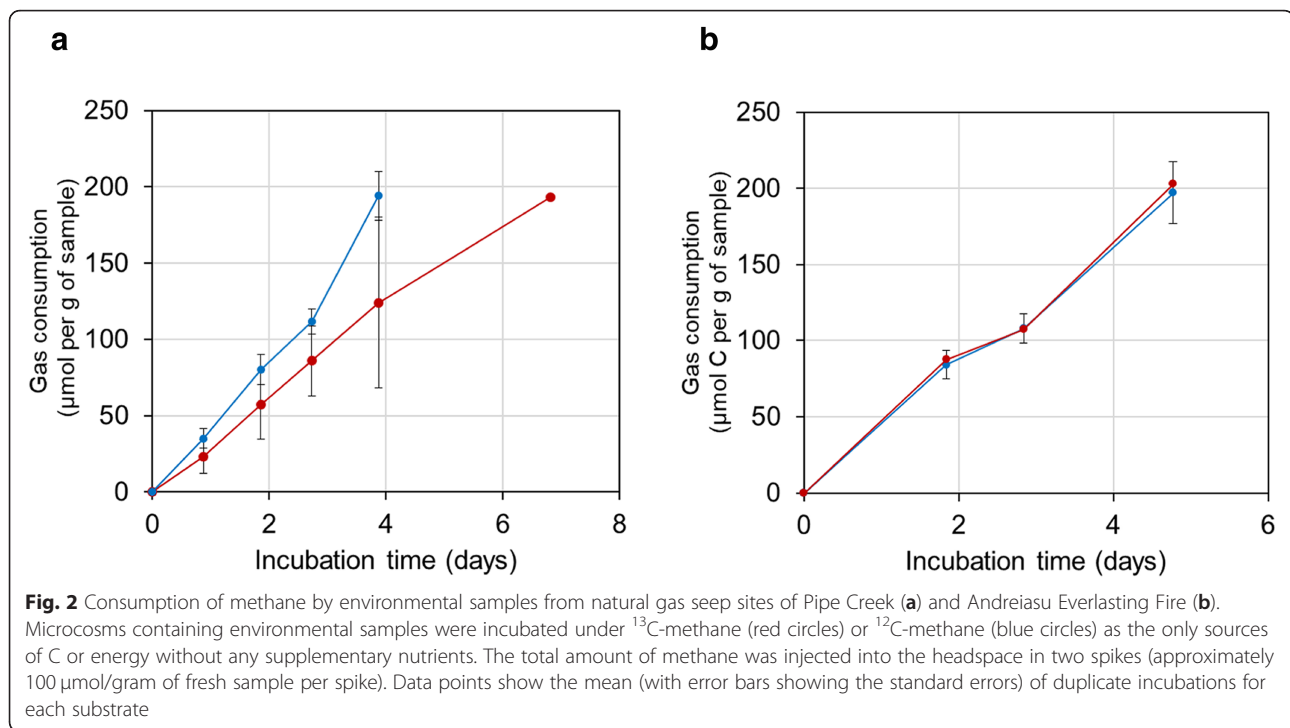 a
b
250
200
150
100
50
0
Gas consumption
(µmol per g of sample)
0 2 4 6 8
Incubation time (days)
250
200
150
100
50
0
Gas consumption
(µmol C per g of sample)
0 2 4 6
Incubation time (days)
Fig. 2 Consumption of methane by environmental samples from natural gas seep sites of Pipe Creek (a) and Andreiasu Everlasting Fire (b).
Microcosms containing environmental samples were incubated under ¹³C-methane (red circles) or ¹²C-methane (blue circles) as the only sources
of C or energy without any supplementary nutrients. The total amount of methane was injected into the headspace in two spikes (approximately
100 µmol/gram of fresh sample per spike). Data points show the mean (with error bars showing the standard errors) of duplicate incubations for
each substrate